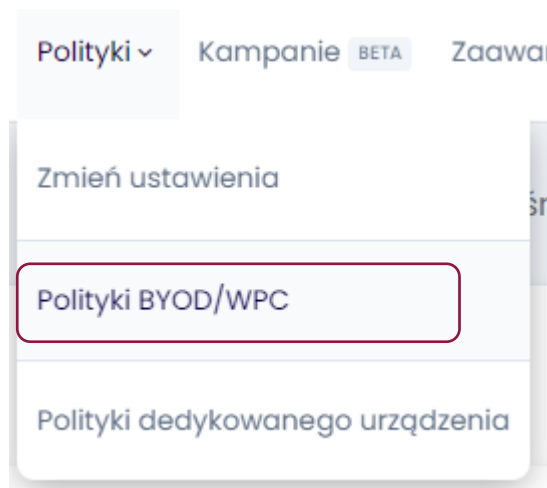 Polityki Kampanie BETA
Zmień ustawienia
Polityki BYOD/WPC
Polityki dedykowanego urządzenia